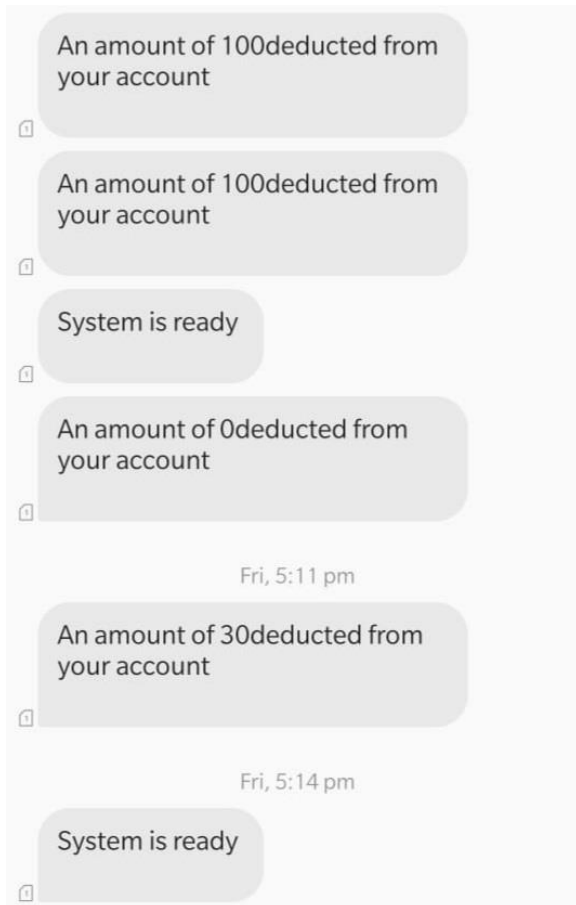 An amount of 100deducted from
your account
An amount of 100deducted from
your account
System is ready
An amount of 0deducted from
your account
Fri, 5:11 pm
An amount of 30deducted from
your account
Fri, 5:14 pm
System is ready